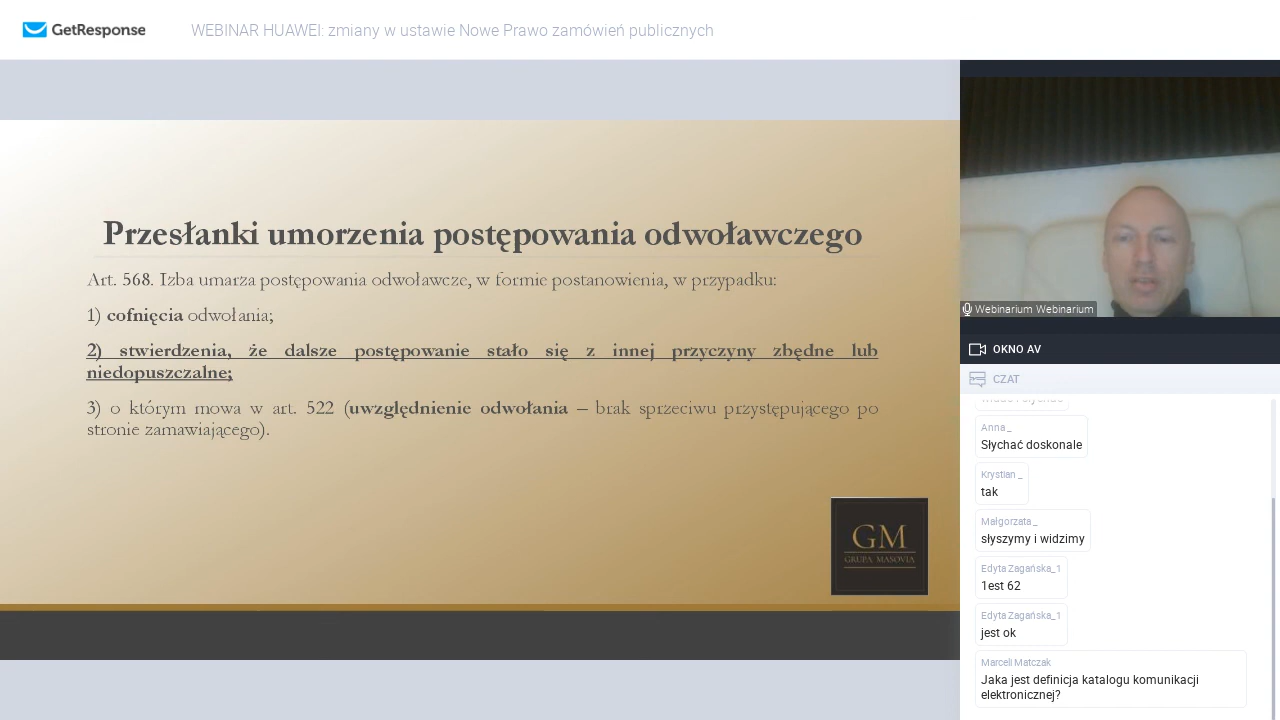 GetResponse
WEBINAR HUAWEI: zmiany w ustawie Nowe Prawo zamówień publicznych
Przesłanki umorzenia postępowania odwoławczego
Art. 568. Izba umarza postępowania odwoławcze, w formie postanowienia, w przypadku:
1) cofnięcia odwołania;
2) stwierdzenia, że dalsze postępowanie stało się z innej przyczyny zbędne lub
niedopuszczalne;
3) o którym mowa w art. 522 (uwzględnienie odwołania – brak sprzeciwu przystępującego po
stronie zamawiającego).
GM
GRUPA MASOVIA
Webinarium Webinarium
OKNO AV
CZAT
Anna _
Słychać doskonale
Krystian _
tak
Małgorzata _
słyszymy i widzimy
Edyta Zagańska_1
1est 62
Edyta Zagańska_1
jest ok
Marceli Matczak
Jaka jest definicja katalogu komunikacji
elektronicznej?